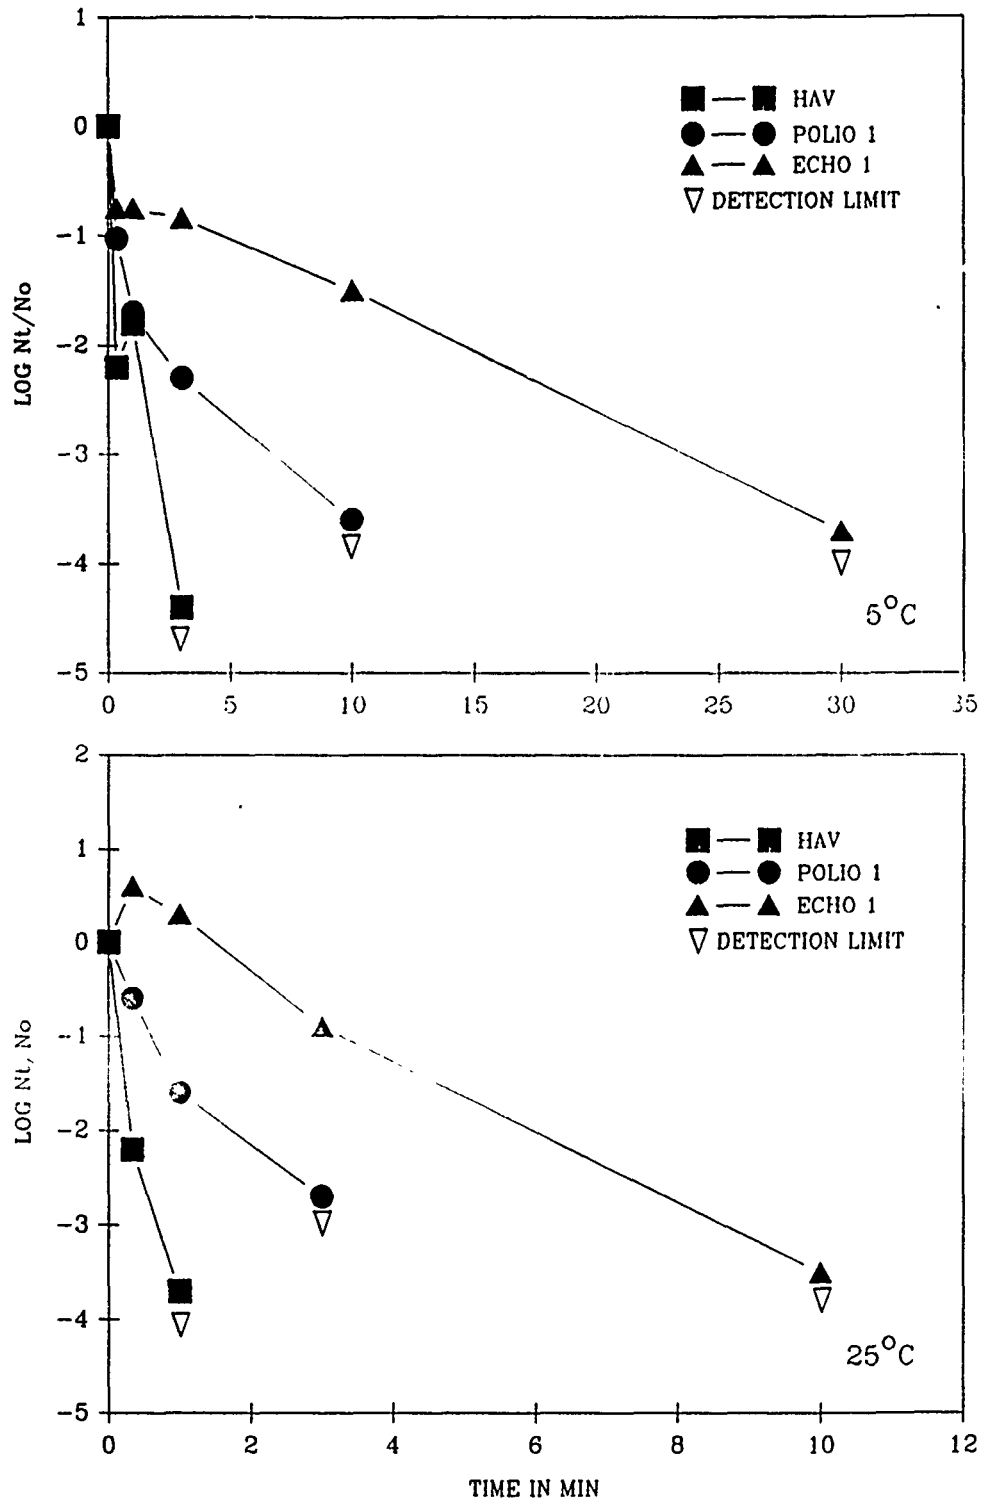 1
0
-1
-2
-3
-4
-5
LOG Nt/No
HAV
POLIO 1
ECHO 1
DETECTION LIMIT
5°C
0 5 10 15 20 25 30 35
2
1
0
-1
-2
-3
-4
-5
LOG Nt, No
HAV
POLIO 1
ECHO 1
DETECTION LIMIT
25°C
0 2 4 6 8 10 12
TIME IN MIN